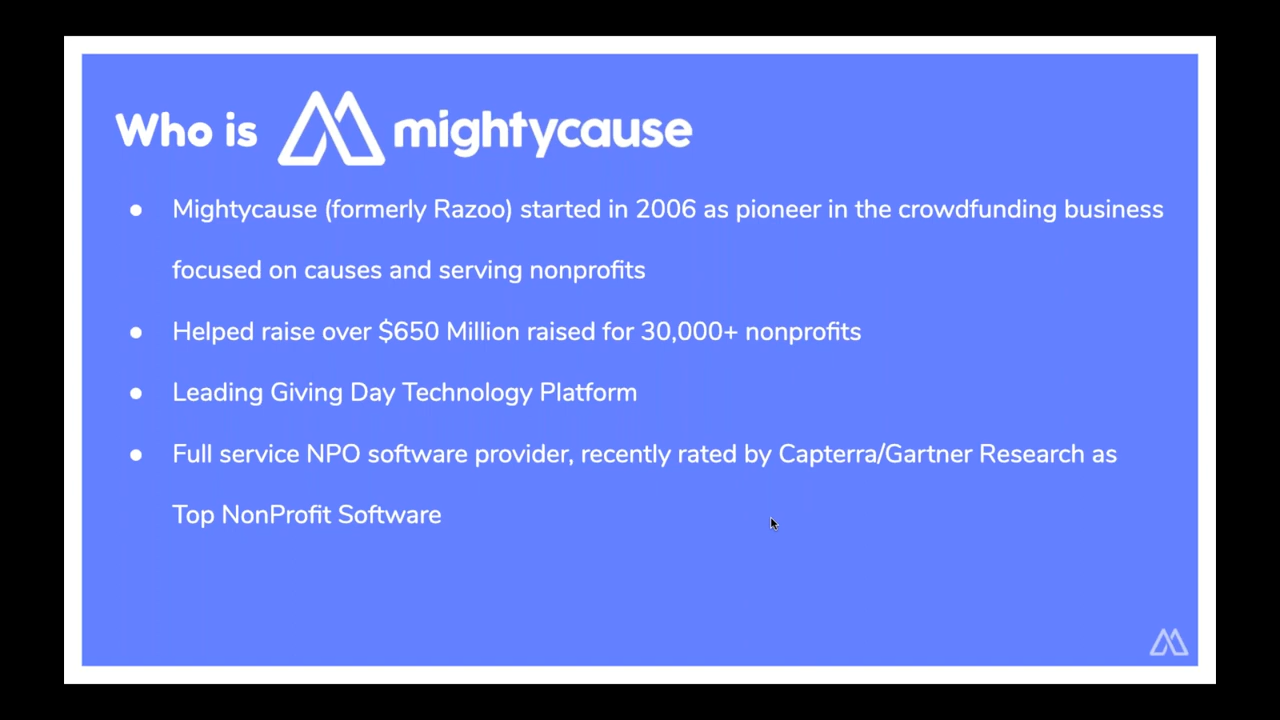 Who is mightycause
● Mightycause (formerly Razoo) started in 2006 as pioneer in the crowdfunding business
focused on causes and serving nonprofits
● Helped raise over $650 Million raised for 30,000+ nonprofits
● Leading Giving Day Technology Platform
● Full service NPO software provider, recently rated by Capterra/Gartner Research as
Top NonProfit Software